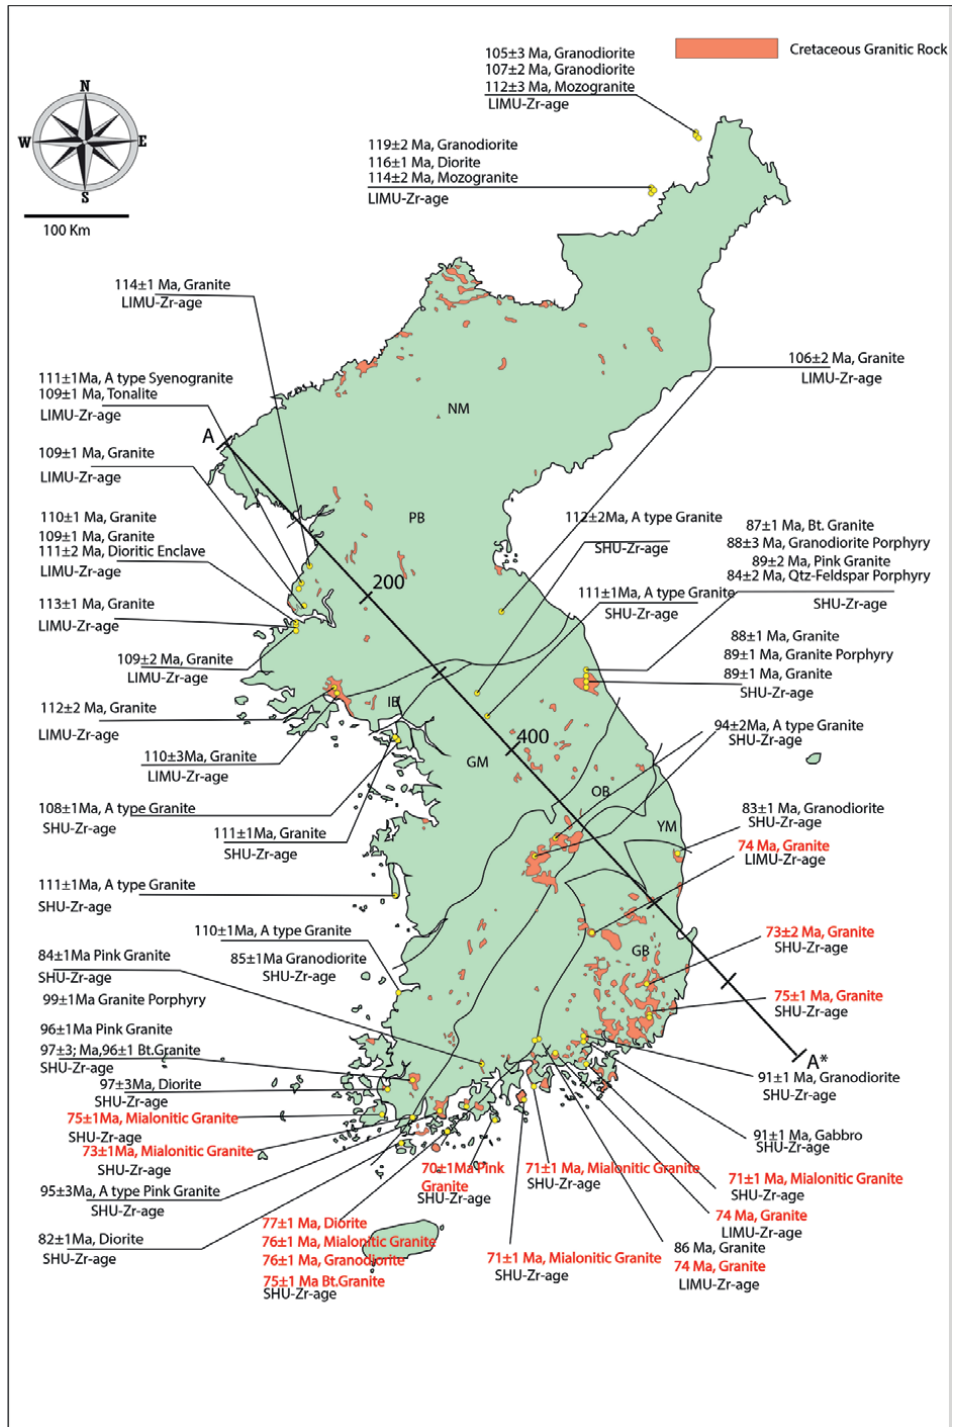 105±3 Ma, Granodiorite
107±2 Ma, Granodiorite
112±3 Ma, Mozogranite
LIMU-Zr-age
Cretaceous Granitic Rock
N
W
E
S
100 Km
119±2 Ma, Granodiorite
116±1 Ma, Diorite
114±2 Ma, Mozogranite
LIMU-Zr-age
114±1 Ma, Granite
LIMU-Zr-age
106±2 Ma, Granite
LIMU-Zr-age
111±1Ma, A type Syenogranite
109±1 Ma, Tonalite
LIMU-Zr-age
NM
A
109±1 Ma, Granite
LIMU-Zr-age
110±1 Ma, Granite
109±1 Ma, Granite
111±2 Ma, Dioritic Enclave
LIMU-Zr-age
PB
112±2Ma, A type Granite
SHU-Zr-age
87±1 Ma, Bt. Granite
88±3 Ma, Granodiorite Porphyry
89±2 Ma, Pink Granite
84±2 Ma, Qtz-Feldspar Porphyry
SHU-Zr-age
200
111±1Ma, A type Granite
SHU-Zr-age
113±1 Ma, Granite
LIMU-Zr-age
88±1 Ma, Granite
89±1 Ma, Granite Porphyry
89±1 Ma, Granite
SHU-Zr-age
109±2 Ma, Granite
LIMU-Zr-age
112±2 Ma, Granite
LIMU-Zr-age
IB
94±2Ma, A type Granite
SHU-Zr-age
400
110±3Ma, Granite
LIMU-Zr-age
GM
OB
108±1Ma, A type Granite
SHU-Zr-age
83±1 Ma, Granodiorite
SHU-Zr-age
YM
111±1Ma, Granite
SHU-Zr-age
74 Ma, Granite
LIMU-Zr-age
111±1Ma, A type Granite
SHU-Zr-age
110±1Ma, A type Granite
73±2 Ma, Granite
SHU-Zr-age
GB
84±1Ma Pink Granite
SHU-Zr-age
85±1Ma Granodiorite
SHU-Zr-age
99±1Ma Granite Porphyry
75±1 Ma, Granite
SHU-Zr-age
96±1Ma Pink Granite
97±3; Ma,96±1 Bt.Granite
SHU-Zr-age
A*
91±1 Ma, Granodiorite
SHU-Zr-age
97±3Ma, Diorite
SHU-Zr-age
75±1Ma, Mialonitic Granite
SHU-Zr-age
91±1 Ma, Gabbro
SHU-Zr-age
73±1Ma, Mialonitic Granite
SHU-Zr-age
70±1Ma Pink
Granite
SHU-Zr-age
71±1 Ma, Mialonitic Granite
SHU-Zr-age
71±1 Ma, Mialonitic Granite
SHU-Zr-age
95±3Ma, A type Pink Granite
SHU-Zr-age
74 Ma, Granite
LIMU-Zr-age
82±1Ma, Diorite
SHU-Zr-age
77±1 Ma, Diorite
76±1 Ma, Mialonitic Granite
76±1 Ma, Granodiorite
75±1 Ma Bt.Granite
SHU-Zr-age
71±1 Ma, Mialonitic Granite
SHU-Zr-age
86 Ma, Granite
74 Ma, Granite
LIMU-Zr-age